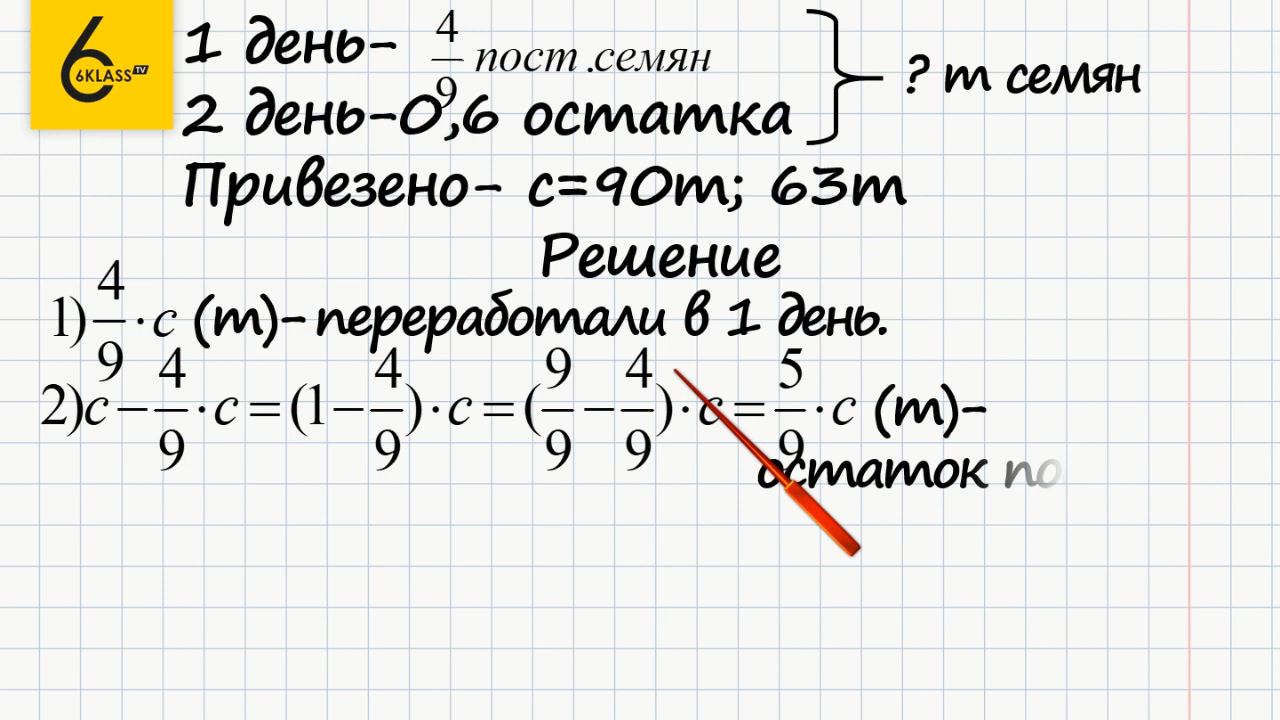 6KLASS TV
1 день- 4/9 пост.семян
2 день-0,6 остатка
? т семян
Привезено- с=90т; 63т
Решение
1) 4/9 · c (т)-переработали в 1 день.
2) c − 4/9 · c = (1 − 4/9) · c = (9/9 − 4/9) · c = 5/9 · c (т)-
остаток по